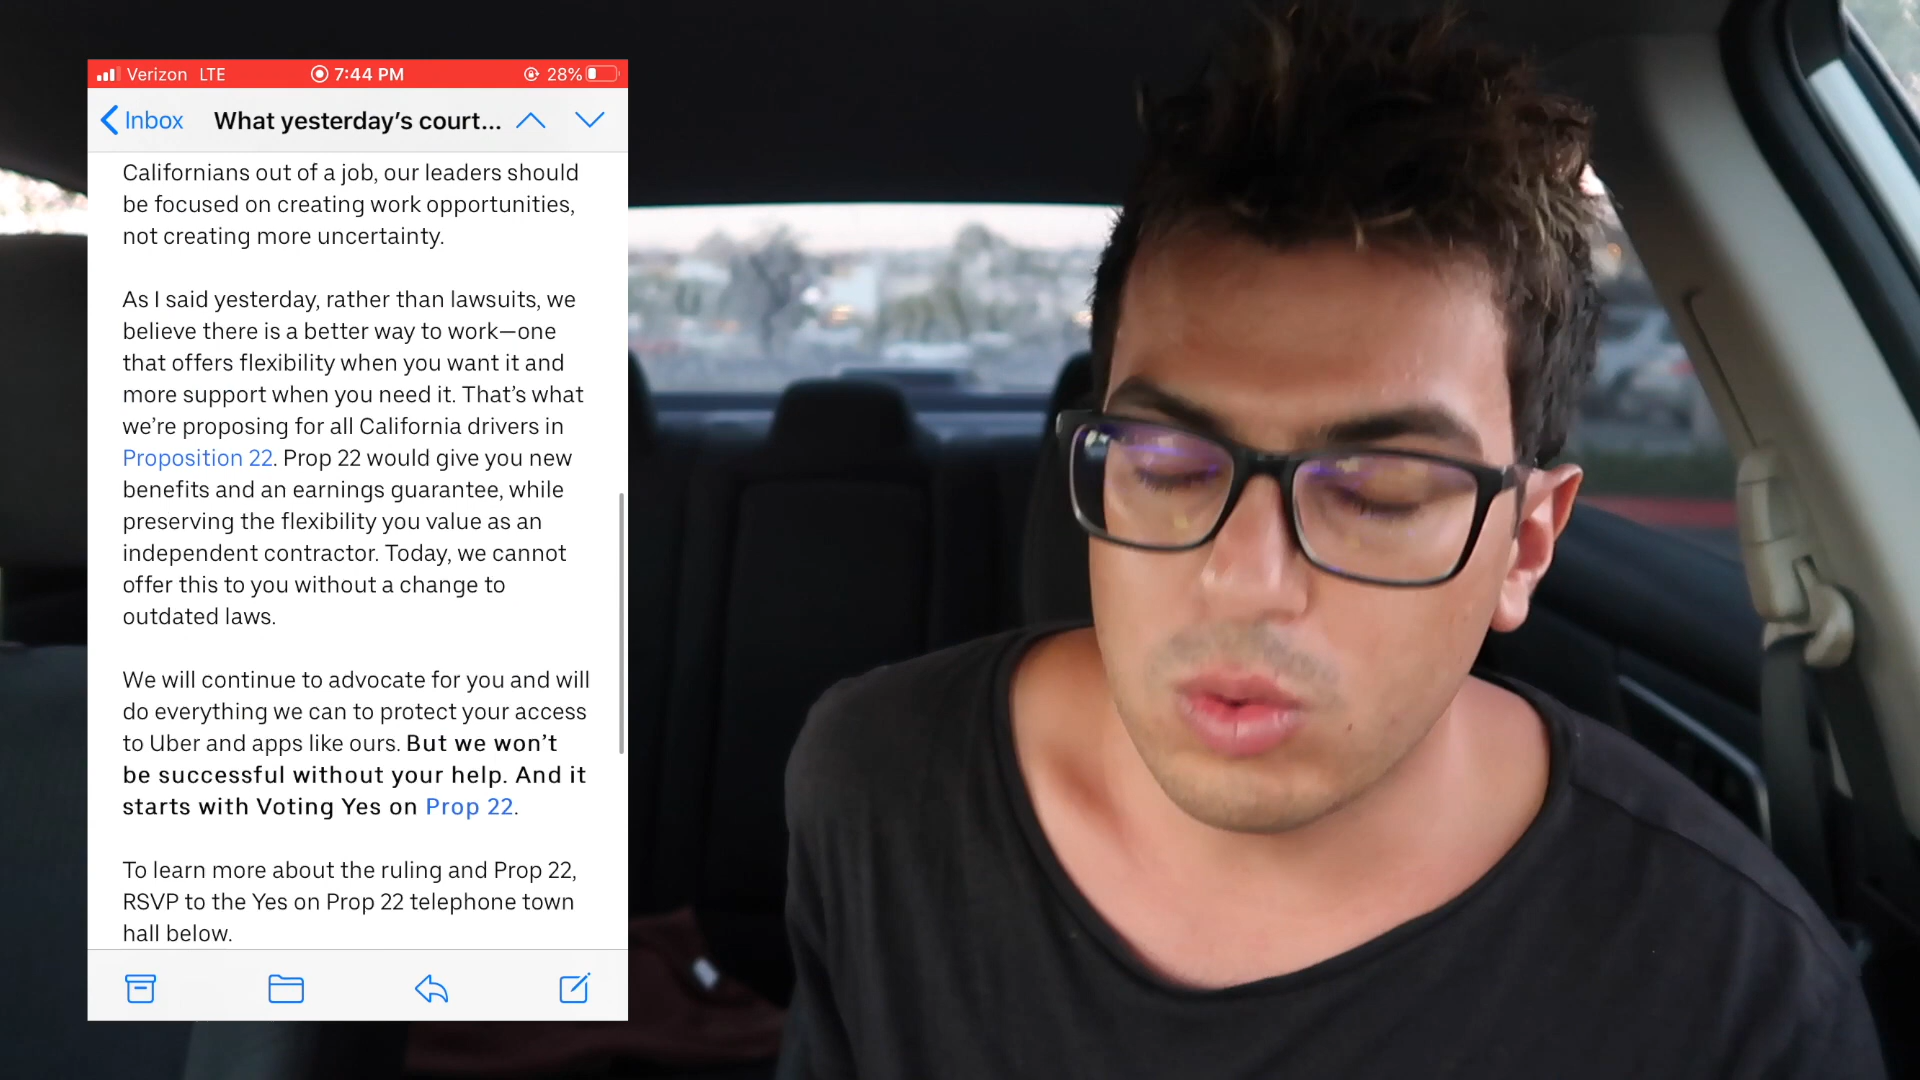 Verizon LTE 7:44 PM 28%
Inbox What yesterday’s court...
Californians out of a job, our leaders should
be focused on creating work opportunities,
not creating more uncertainty.
As I said yesterday, rather than lawsuits, we
believe there is a better way to work—one
that offers flexibility when you want it and
more support when you need it. That’s what
we’re proposing for all California drivers in
Proposition 22. Prop 22 would give you new
benefits and an earnings guarantee, while
preserving the flexibility you value as an
independent contractor. Today, we cannot
offer this to you without a change to
outdated laws.
We will continue to advocate for you and will
do everything we can to protect your access
to Uber and apps like ours. But we won’t
be successful without your help. And it
starts with Voting Yes on Prop 22.
To learn more about the ruling and Prop 22,
RSVP to the Yes on Prop 22 telephone town
hall below.